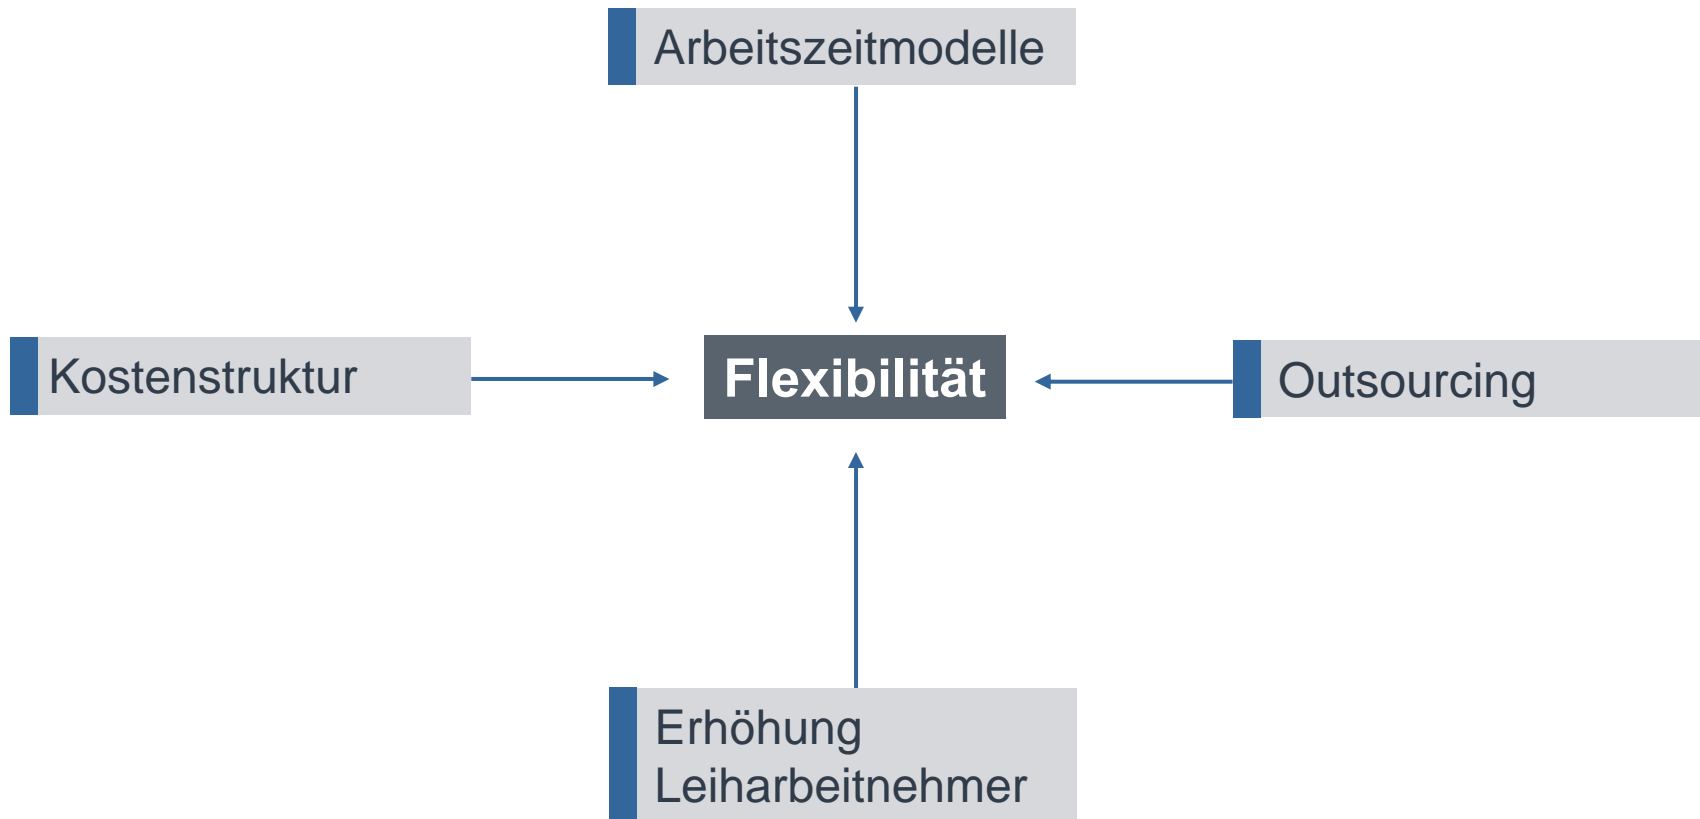 Arbeitszeitmodelle
Kostenstruktur
Flexibilität
Outsourcing
Erhöhung
Leiharbeitnehmer